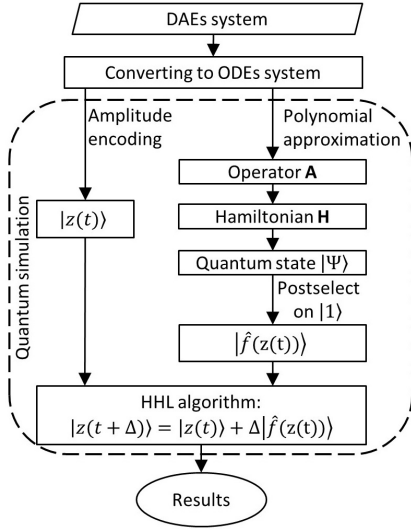 DAEs system
Converting to ODEs system
Amplitude
encoding
Polynomial
approximation
Operator A
|z(t)⟩
Hamiltonian H
Quantum state |Ψ⟩
Postselect
on |1⟩
|f̂(z(t))⟩
Quantum simulation
HHL algorithm:
|z(t + Δ)⟩ = |z(t)⟩ + Δ|f̂(z(t))⟩
Results